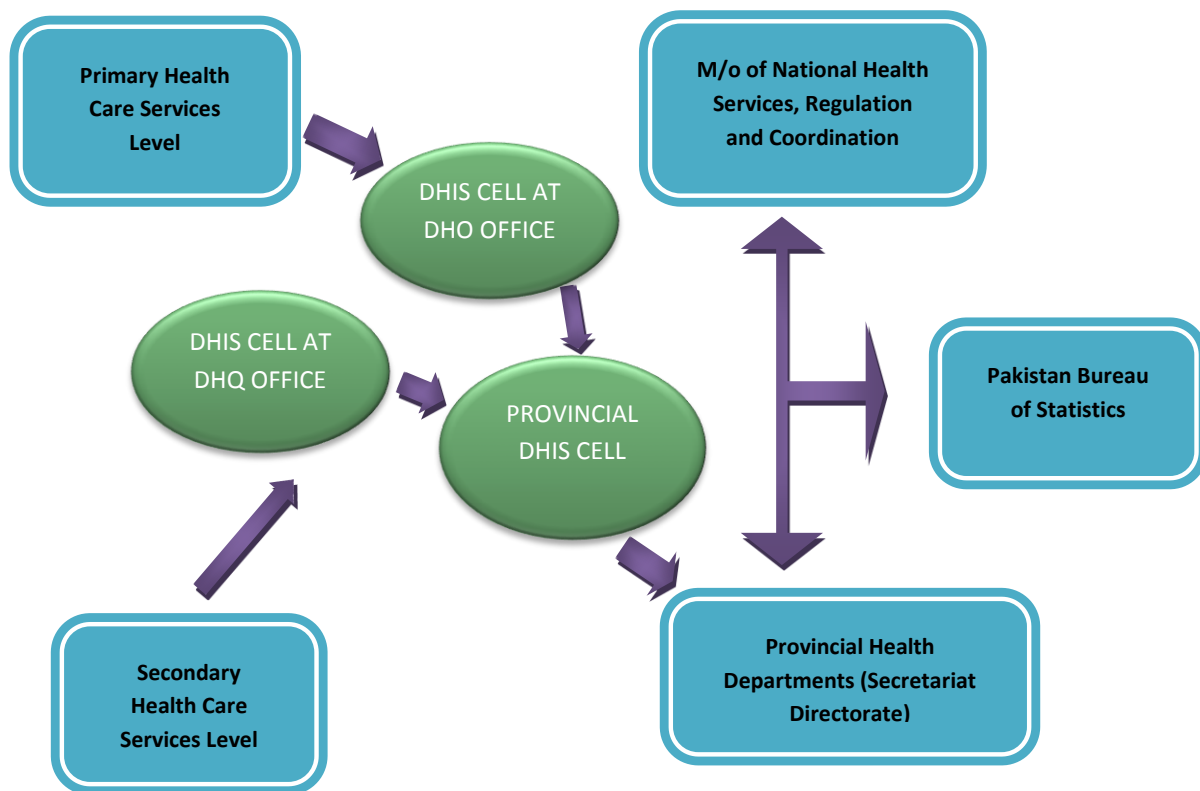 Primary Health
Care Services
Level
M/o of National Health
Services, Regulation
and Coordination
DHIS CELL AT
DHO OFFICE
DHIS CELL AT
DHQ OFFICE
PROVINCIAL
DHIS CELL
Pakistan Bureau
of Statistics
Secondary
Health Care
Services Level
Provincial Health
Departments (Secretariat
Directorate)